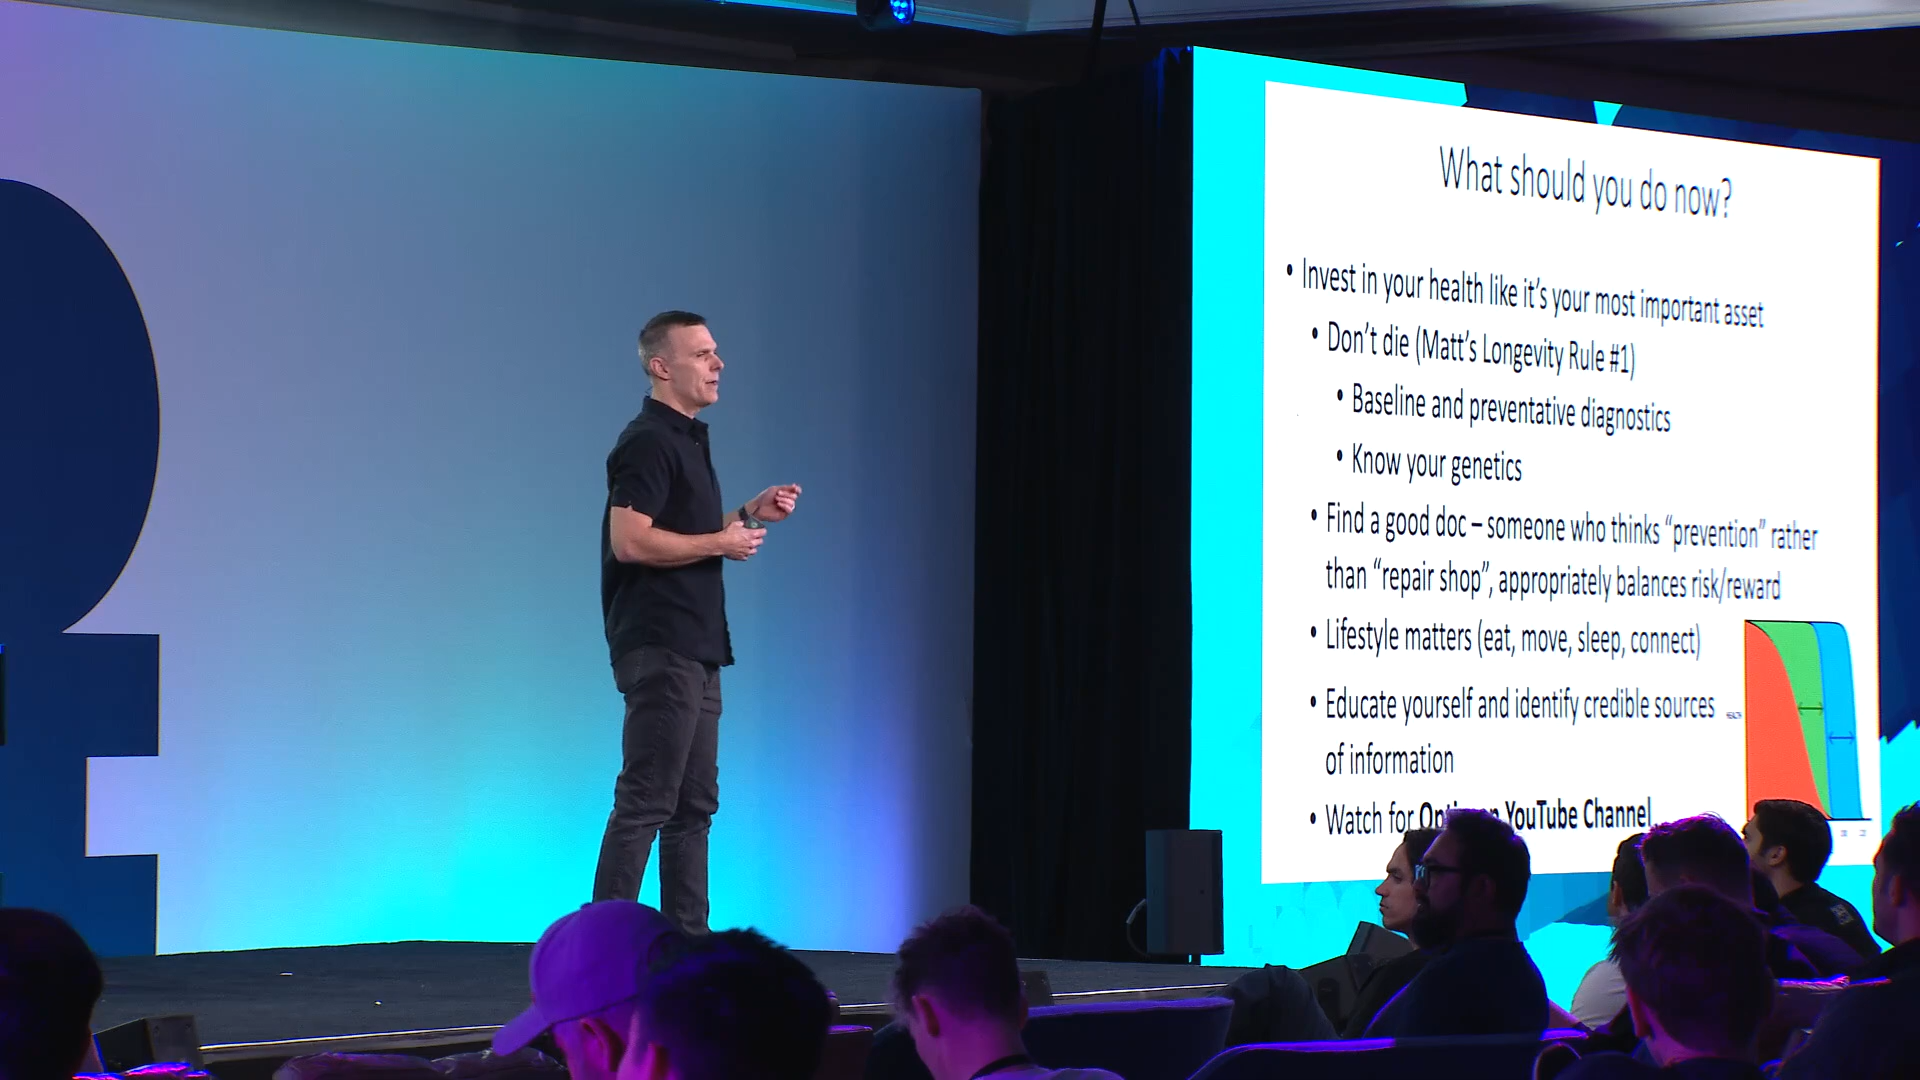 What should you do now?
• Invest in your health like it's your most important asset
• Don't die (Matt's Longevity Rule #1)
• Baseline and preventative diagnostics
• Know your genetics
• Find a good doc – someone who thinks “prevention” rather
than “repair shop”, appropriately balances risk/reward
• Lifestyle matters (eat, move, sleep, connect)
• Educate yourself and identify credible sources
of information
• Watch for YouTube Channel